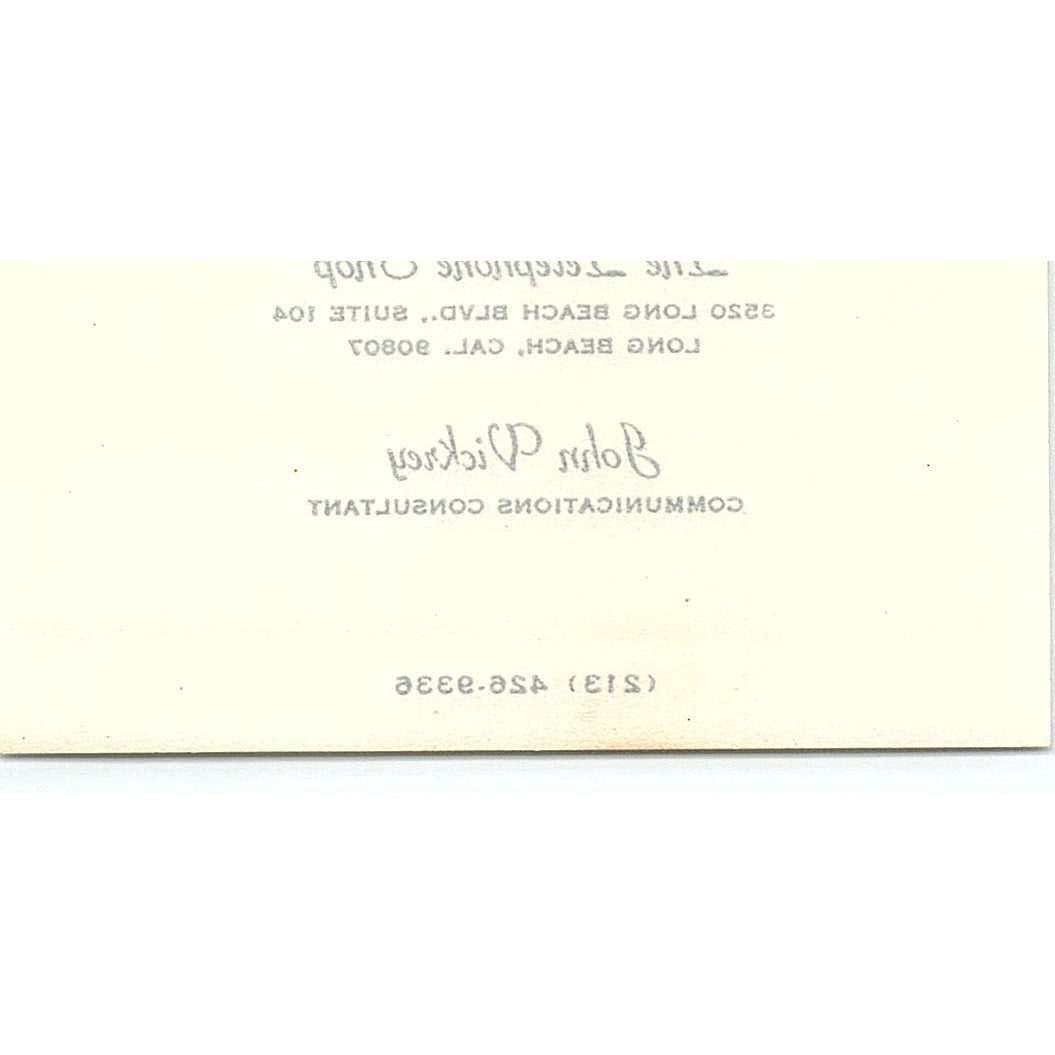 The Telephone Shop
3520 LONG BEACH BLVD., SUITE 104
LONG BEACH, CAL. 90807
John Vickrey
COMMUNICATIONS CONSULTANT
(213) 426-9336